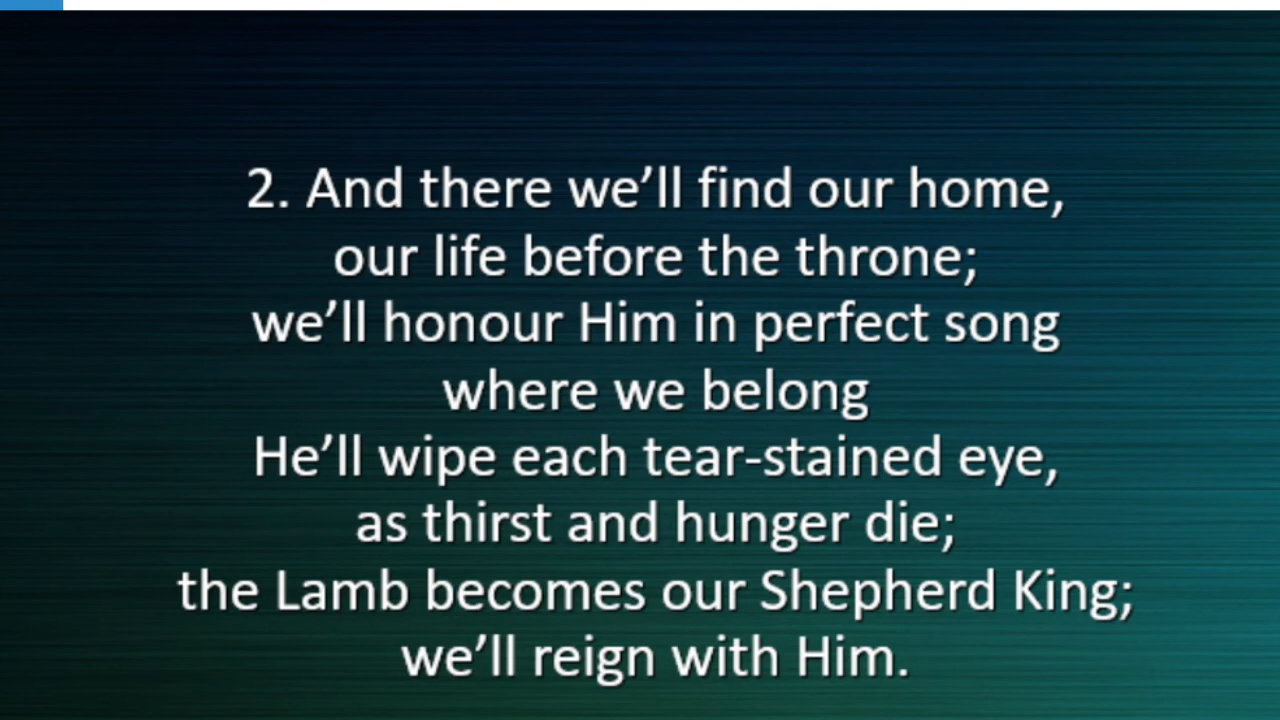 2. And there we’ll find our home,
our life before the throne;
we’ll honour Him in perfect song
where we belong
He’ll wipe each tear-stained eye,
as thirst and hunger die;
the Lamb becomes our Shepherd King;
we’ll reign with Him.